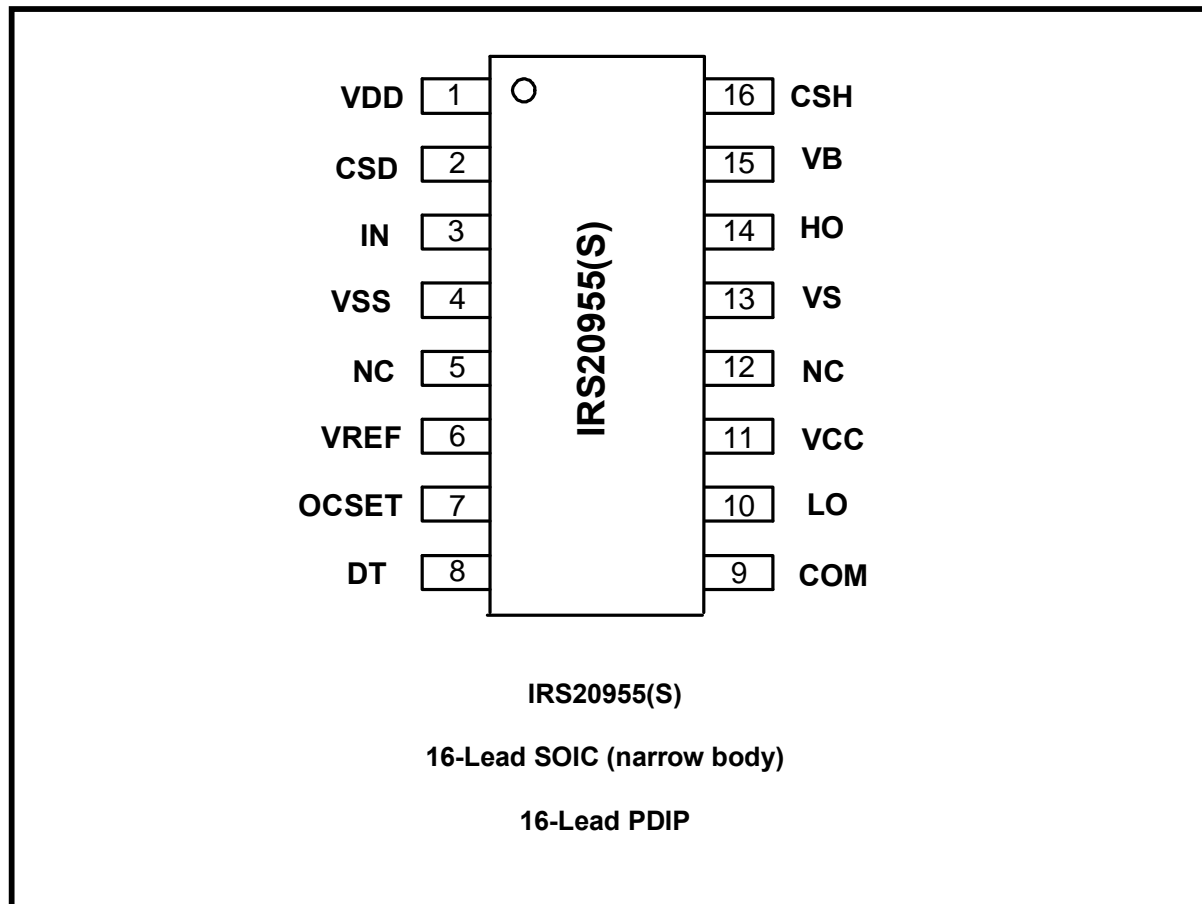 VDD 1 16 CSH
CSD 2 15 VB
IN 3 14 HO
VSS 4 13 VS
NC 5 12 NC
VREF 6 11 VCC
OCSET 7 10 LO
DT 8 9 COM
IRS20955(S)
IRS20955(S)
16-Lead SOIC (narrow body)
16-Lead PDIP